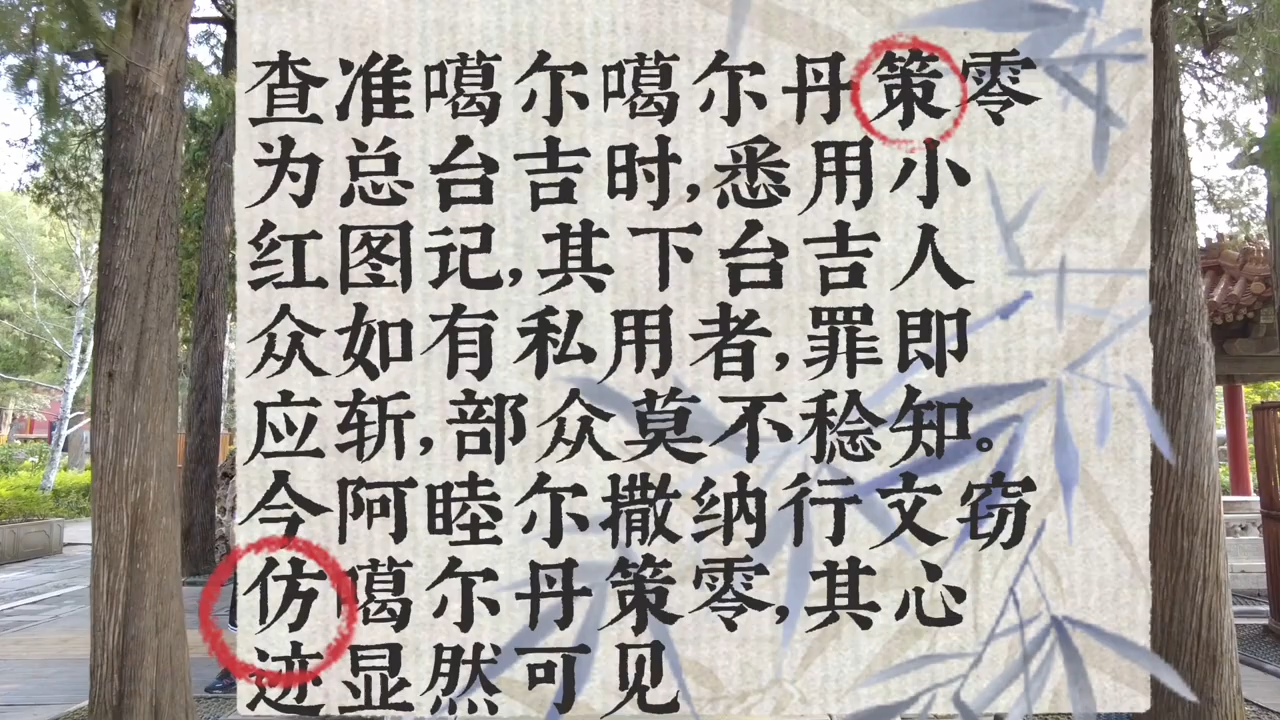 查准噶尔噶尔丹策零
为总台吉时,悉用小
红图记,其下台吉人
众如有私用者,罪即
应斩,部众莫不稔知。
今阿睦尔撒纳行文窃
仿噶尔丹策零,其心
迹显然可见